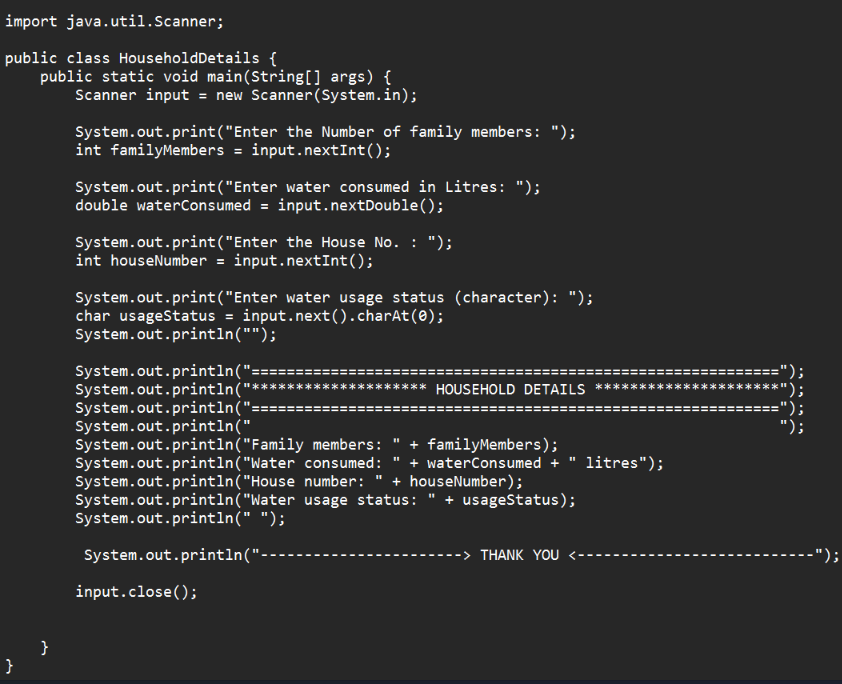 import java.util.Scanner;
public class HouseholdDetails {
public static void main(String[] args) {
Scanner input = new Scanner(System.in);
System.out.print("Enter the Number of family members: ");
int familyMembers = input.nextInt();
System.out.print("Enter water consumed in Litres: ");
double waterConsumed = input.nextDouble();
System.out.print("Enter the House No. : ");
int houseNumber = input.nextInt();
System.out.print("Enter water usage status (character): ");
char usageStatus = input.next().charAt(0);
System.out.println("");
System.out.println("============================================================");
System.out.println("******************** HOUSEHOLD DETAILS *********************");
System.out.println("============================================================");
System.out.println("                                                            ");
System.out.println("Family members: " + familyMembers);
System.out.println("Water consumed: " + waterConsumed + " litres");
System.out.println("House number: " + houseNumber);
System.out.println("Water usage status: " + usageStatus);
System.out.println(" ");
System.out.println("-----------------------> THANK YOU <---------------------------");
input.close();
}
}